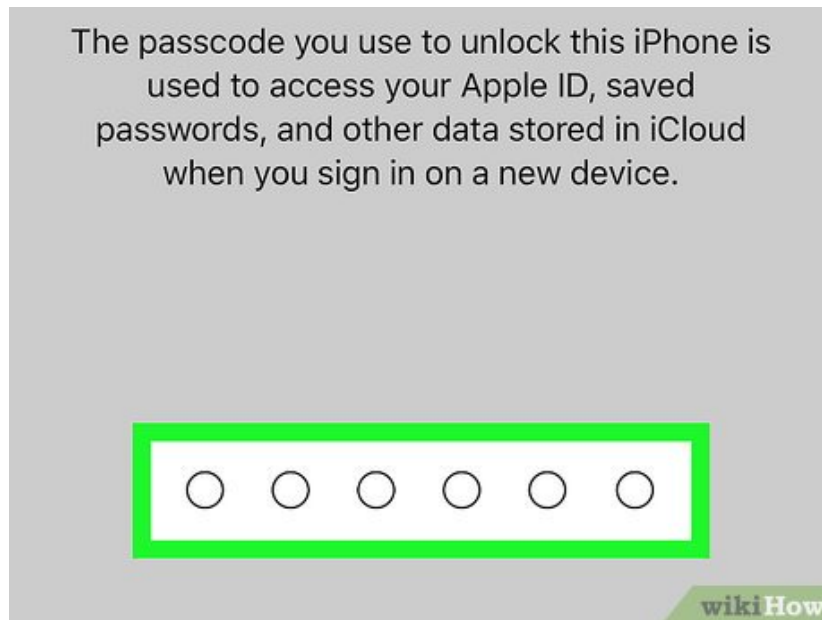 The passcode you use to unlock this iPhone is
used to access your Apple ID, saved
passwords, and other data stored in iCloud
when you sign in on a new device.
wikiHow